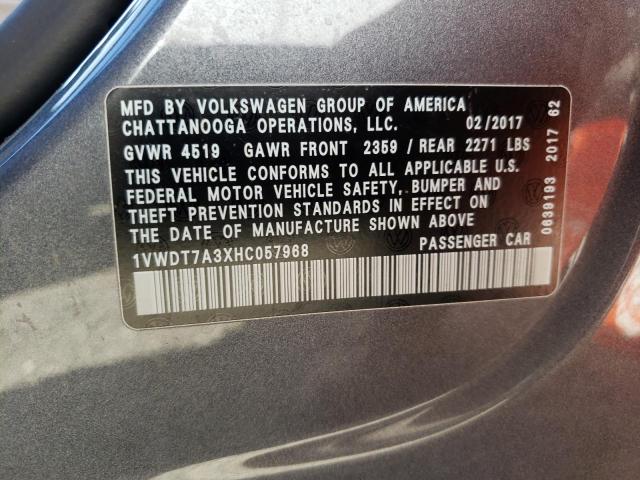 MFD BY VOLKSWAGEN GROUP OF AMERICA
CHATTANOOGA OPERATIONS, LLC. 02/2017
GVWR 4519 GAWR FRONT 2359 / REAR 2271 LBS
THIS VEHICLE CONFORMS TO ALL APPLICABLE U.S.
FEDERAL MOTOR VEHICLE SAFETY, BUMPER AND
THEFT PREVENTION STANDARDS IN EFFECT ON
DATE OF MANUFACTURE SHOWN ABOVE
1VWDT7A3XHC057968 PASSENGER CAR
0639193 2017 62